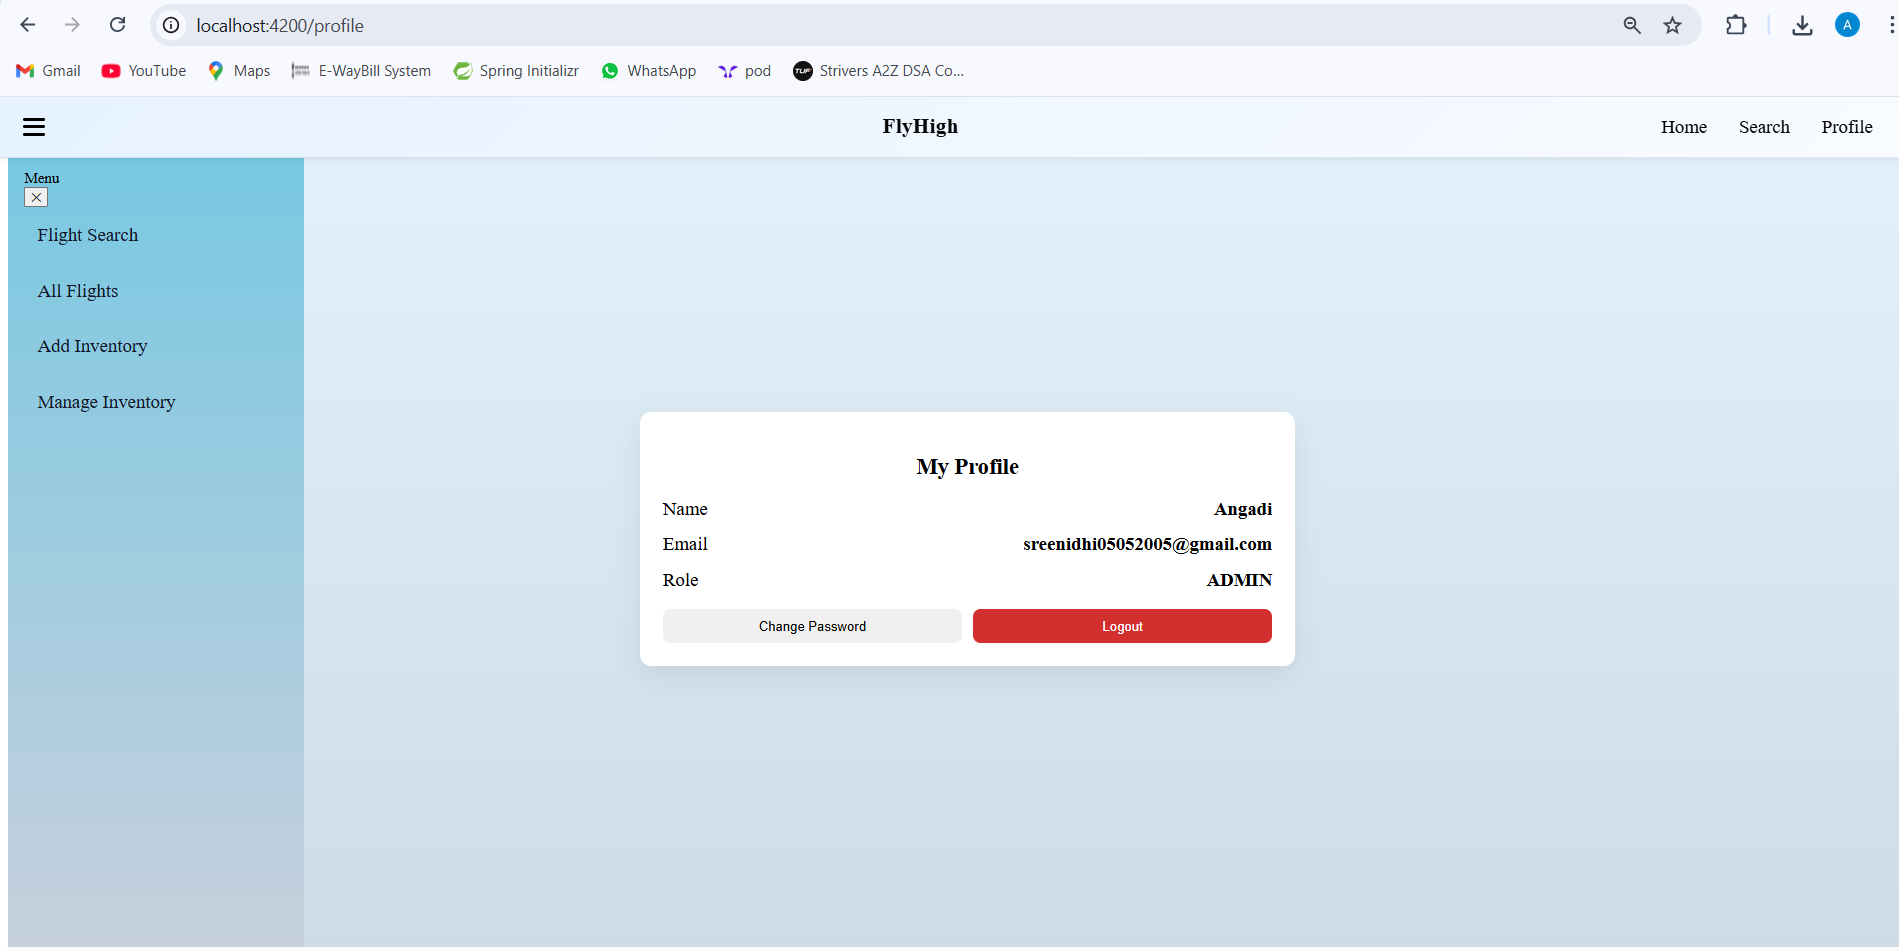 localhost:4200/profile
A
Gmail YouTube Maps E-WayBill System Spring Initializr WhatsApp pod TUF Strivers A2Z DSA Co...
FlyHigh Home Search Profile
Menu
Flight Search
All Flights
Add Inventory
Manage Inventory
My Profile
Name Angadi
Email sreenidhi05052005@gmail.com
Role ADMIN
Change Password Logout